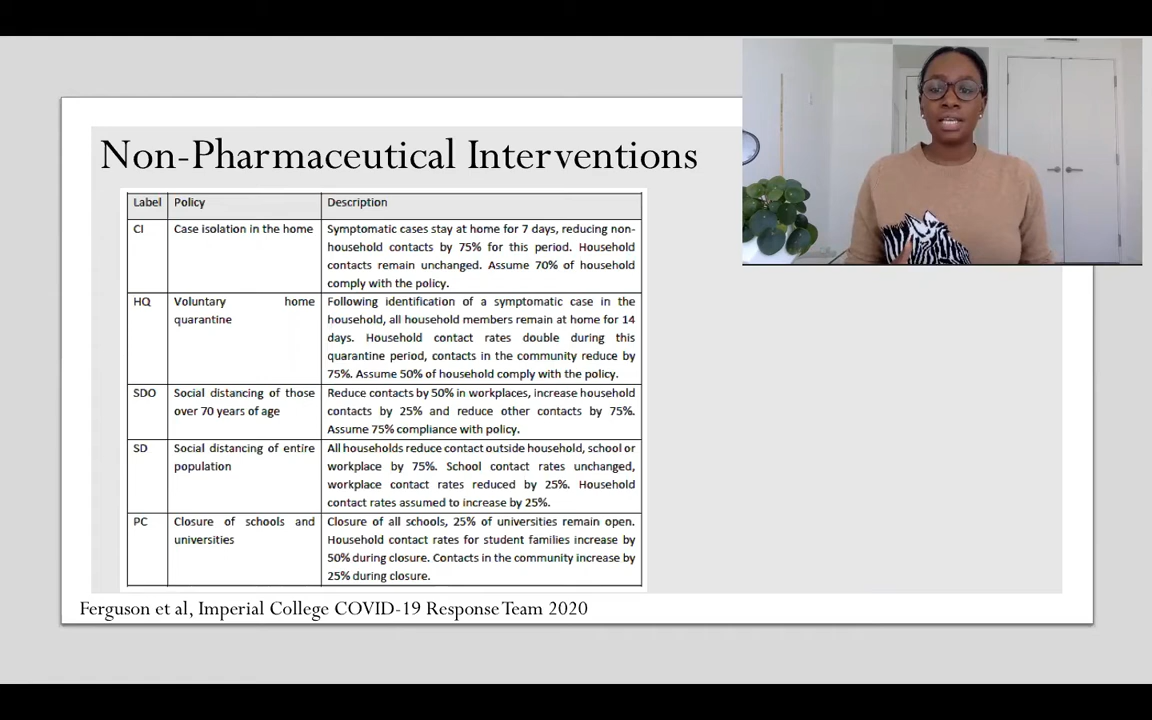 Non-Pharmaceutical Interventions
Label Policy Description
CI Case isolation in the home Symptomatic cases stay at home for 7 days, reducing non-
household contacts by 75% for this period. Household
contacts remain unchanged. Assume 70% of household
comply with the policy.
HQ Voluntary home Following identification of a symptomatic case in the
quarantine household, all household members remain at home for 14
days. Household contact rates double during this
quarantine period, contacts in the community reduce by
75%. Assume 50% of household comply with the policy.
SDO Social distancing of those Reduce contacts by 50% in workplaces, increase household
over 70 years of age contacts by 25% and reduce other contacts by 75%.
Assume 75% compliance with policy.
SD Social distancing of entire All households reduce contact outside household, school or
population workplace by 75%. School contact rates unchanged,
workplace contact rates reduced by 25%. Household
contact rates assumed to increase by 25%.
PC Closure of schools and Closure of all schools, 25% of universities remain open.
universities Household contact rates for student families increase by
50% during closure. Contacts in the community increase by
25% during closure.
Ferguson et al, Imperial College COVID-19 Response Team 2020